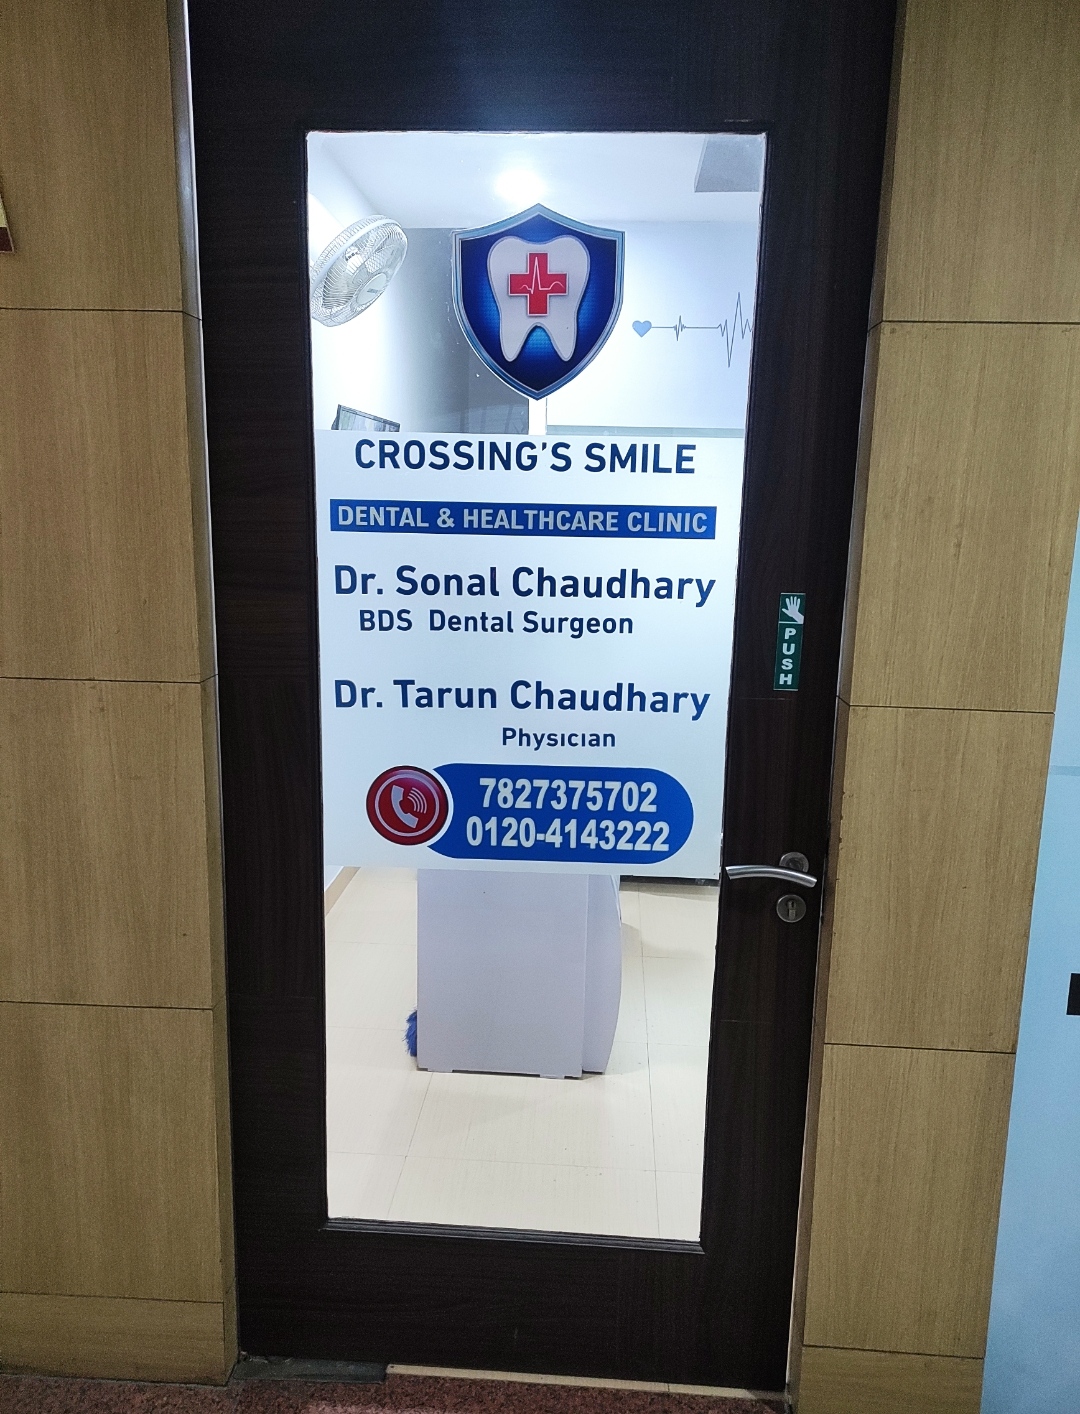 CROSSING'S SMILE
DENTAL & HEALTHCARE CLINIC
Dr. Sonal Chaudhary
BDS Dental Surgeon
Dr. Tarun Chaudhary
Physician
7827375702
0120-4143222
PUSH